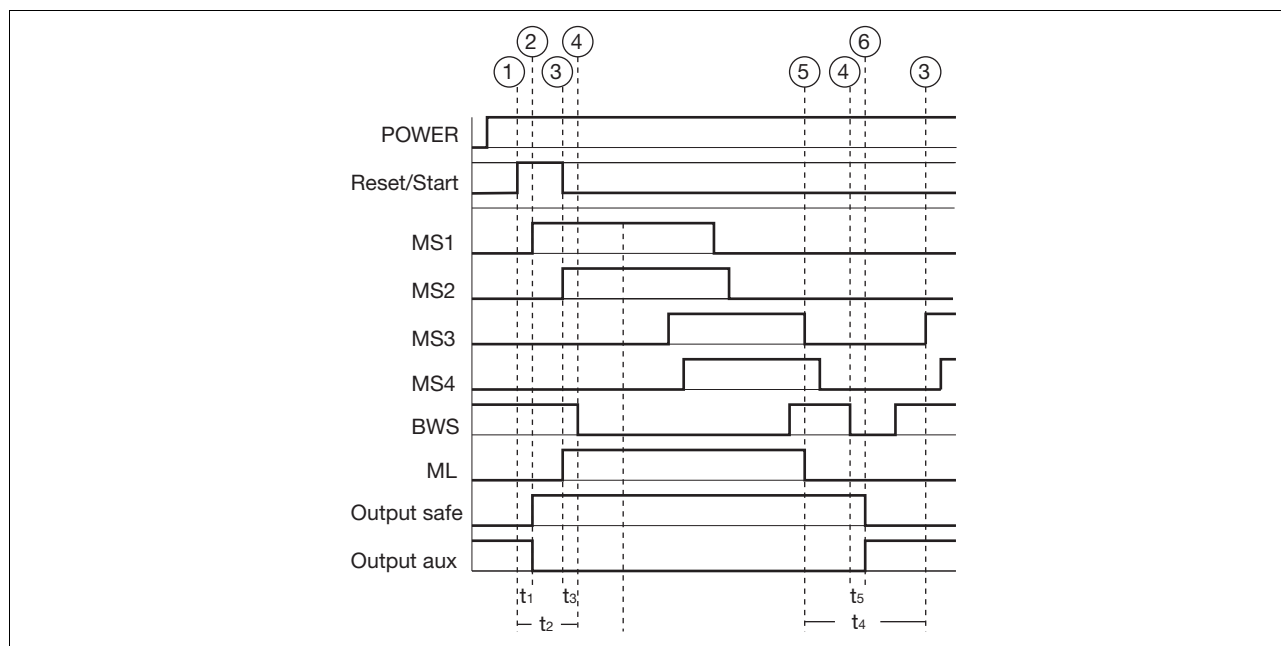 ② ④ ⑥
① ③ ⑤ ④ ③
POWER
Reset/Start
MS1
MS2
MS3
MS4
BWS
ML
Output safe
Output aux
t1 t3 t5
t2 t4